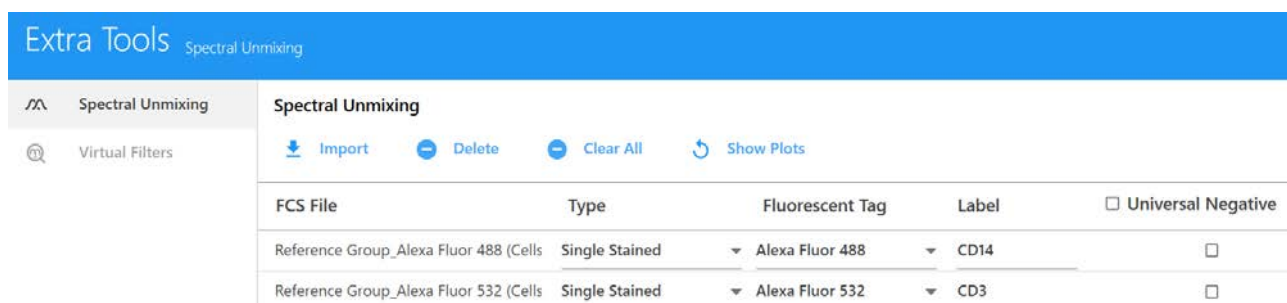 Extra Tools Spectral Unmixing
Spectral Unmixing
Virtual Filters
Spectral Unmixing
Import Delete Clear All Show Plots
FCS File Type Fluorescent Tag Label Universal Negative
Reference Group_Alexa Fluor 488 (Cells Single Stained Alexa Fluor 488 CD14
Reference Group_Alexa Fluor 532 (Cells Single Stained Alexa Fluor 532 CD3